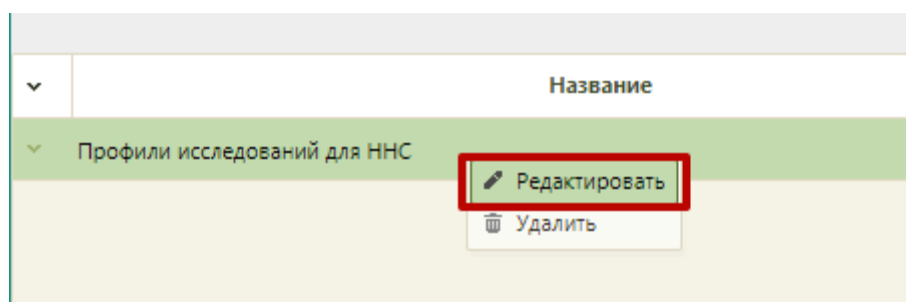 Название
Профили исследований для ННС
Редактировать
Удалить